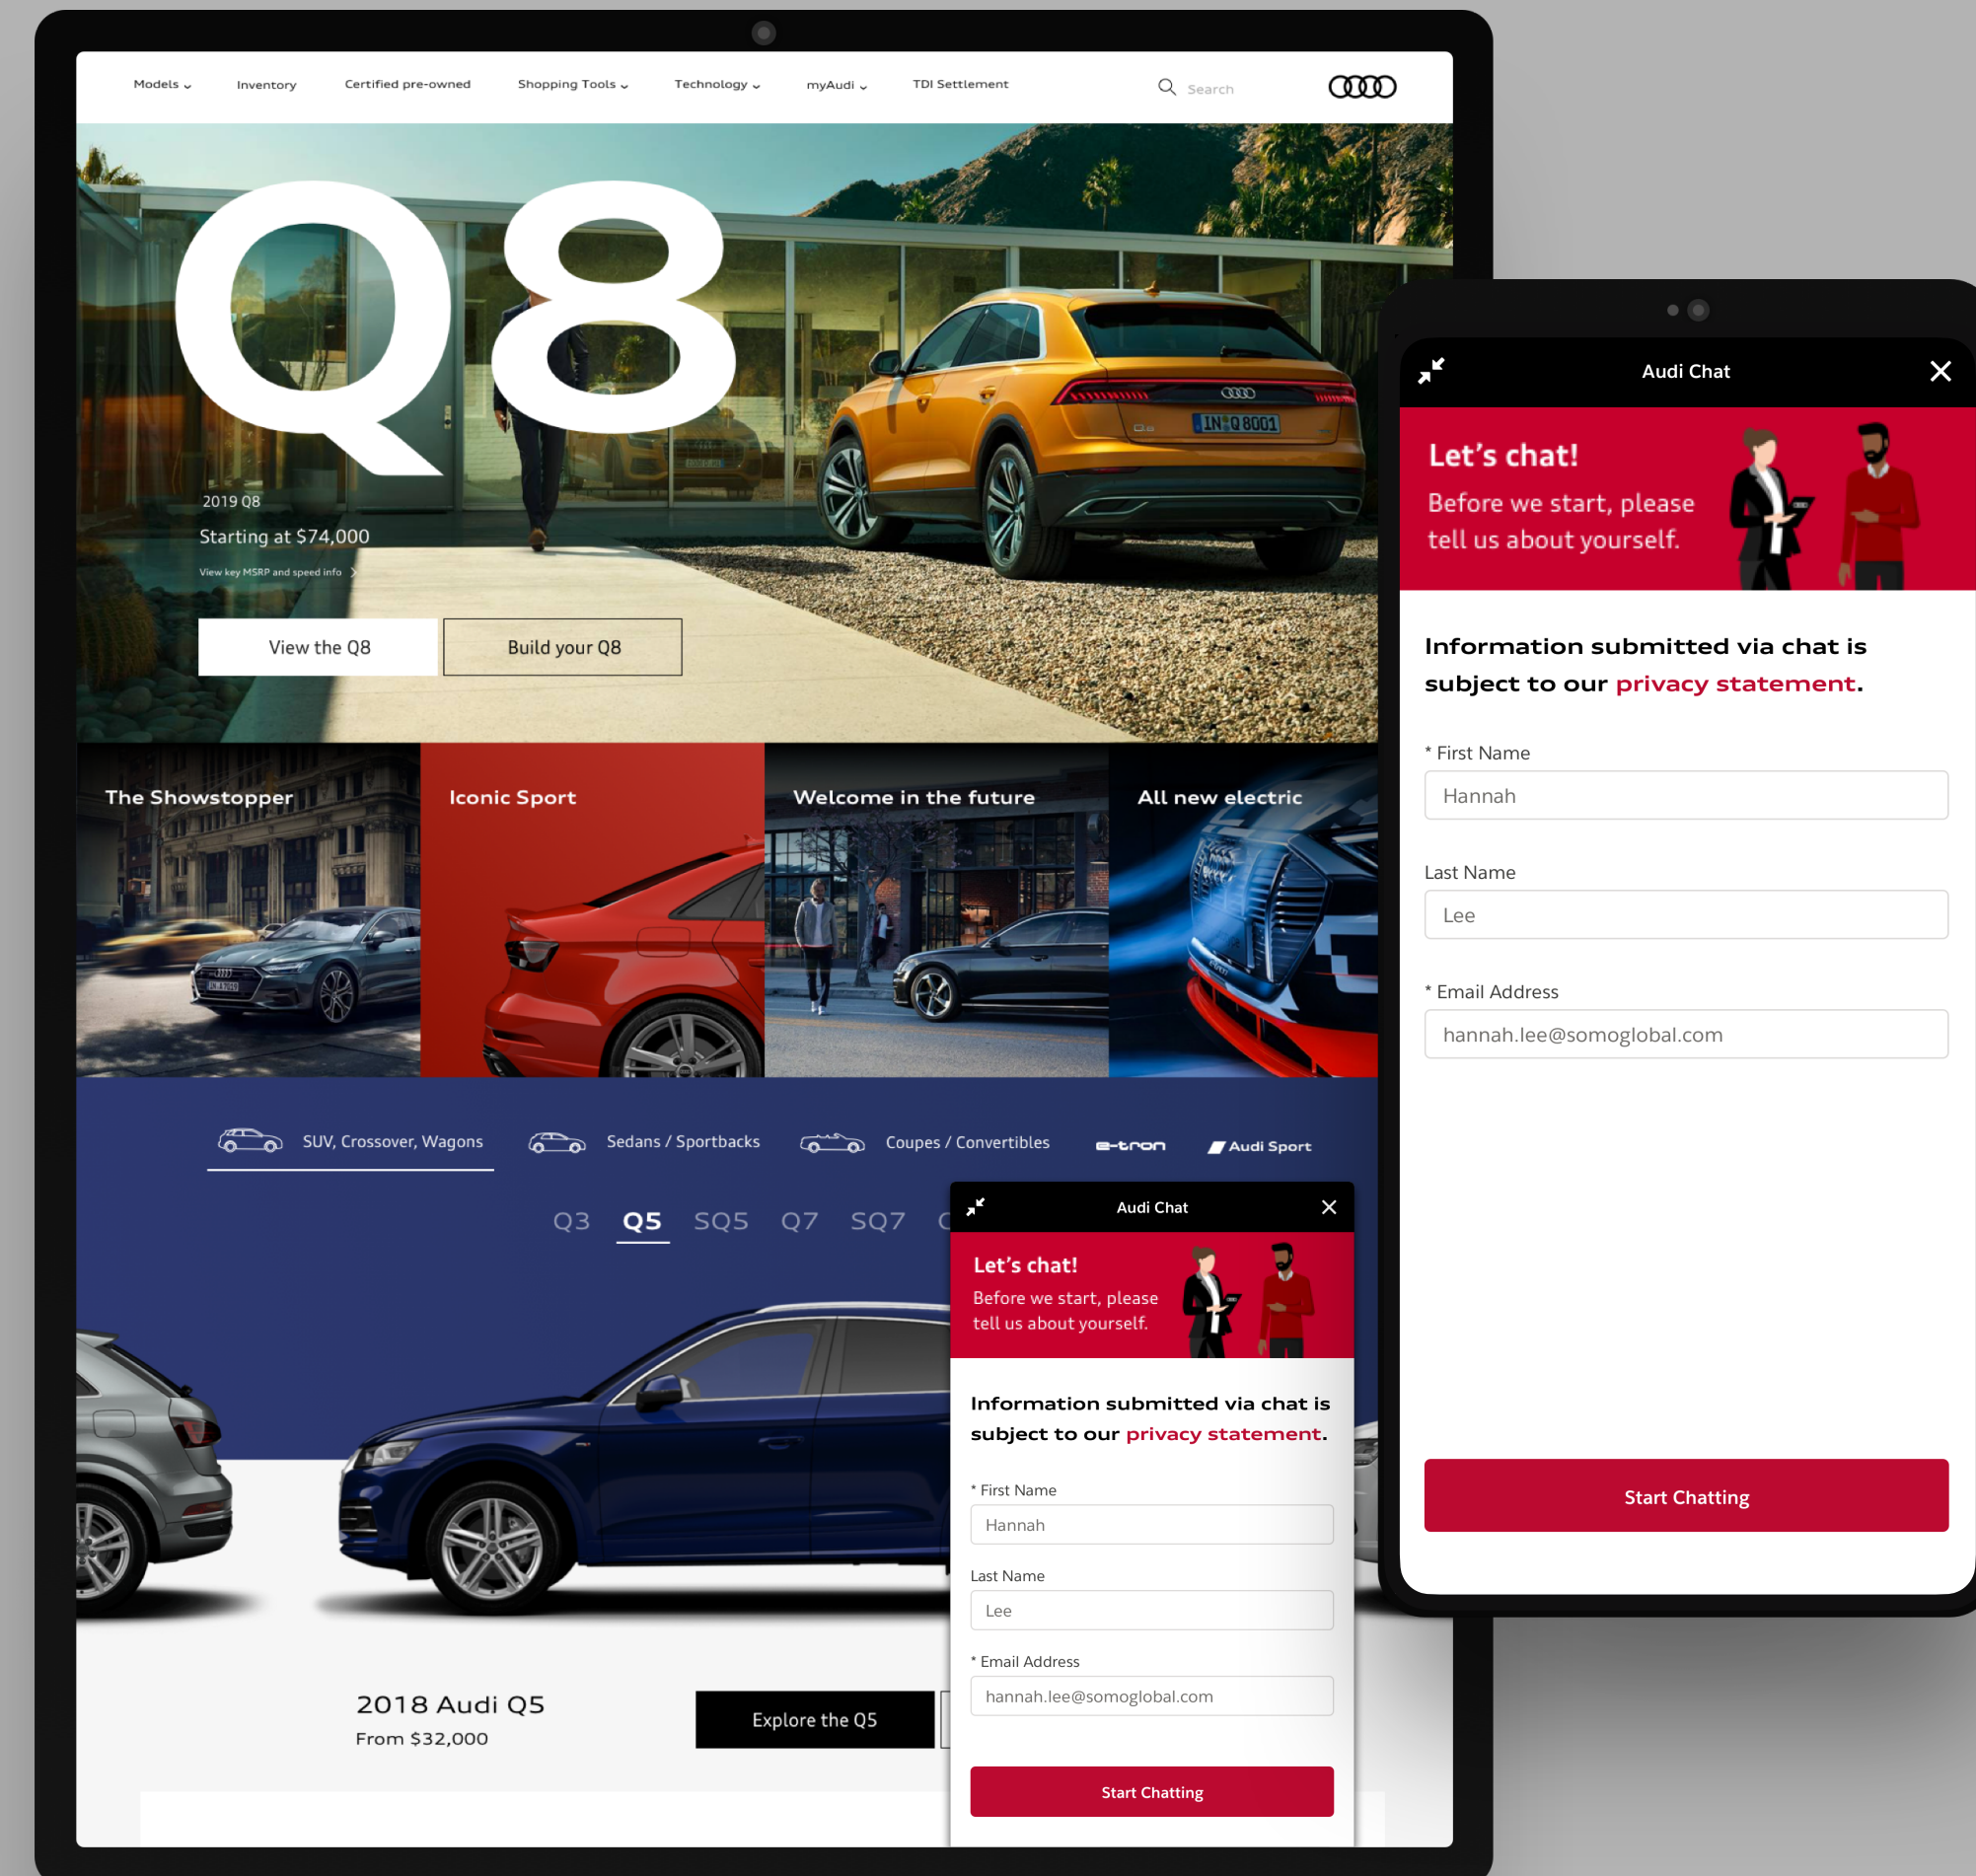 Models
Inventory
Certified pre-owned
Shopping Tools
Technology
myAudi
TDI Settlement
Search
Q8
IN Q 8001
2019 Q8
Starting at $74,000
View key MSRP and speed info
View the Q8
Build your Q8
The Showstopper
Iconic Sport
Welcome in the future
All new electric
SUV, Crossover, Wagons
Sedans / Sportbacks
Coupes / Convertibles
e-tron
Audi Sport
Q3
Q5
SQ5
Q7
SQ7
2018 Audi Q5
From $32,000
Explore the Q5
Audi Chat
Let's chat!
Before we start, please
tell us about yourself.
Information submitted via chat is
subject to our privacy statement.
* First Name
Hannah
Last Name
Lee
* Email Address
hannah.lee@somoglobal.com
Start Chatting
Audi Chat
Let's chat!
Before we start, please
tell us about yourself.
Information submitted via chat is
subject to our privacy statement.
* First Name
Hannah
Last Name
Lee
* Email Address
hannah.lee@somoglobal.com
Start Chatting